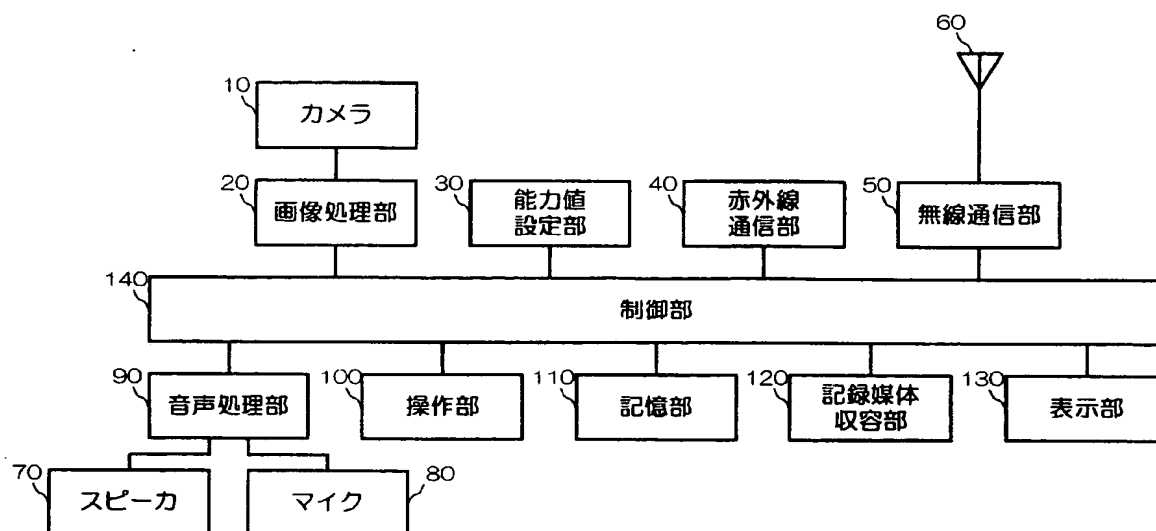 60
10
カメラ
20
画像処理部
30
能力値
設定部
40
赤外線
通信部
50
無線通信部
140
制御部
90
音声処理部
100
操作部
110
記憶部
120
記録媒体
収容部
130
表示部
70
スピーカ
マイク
80